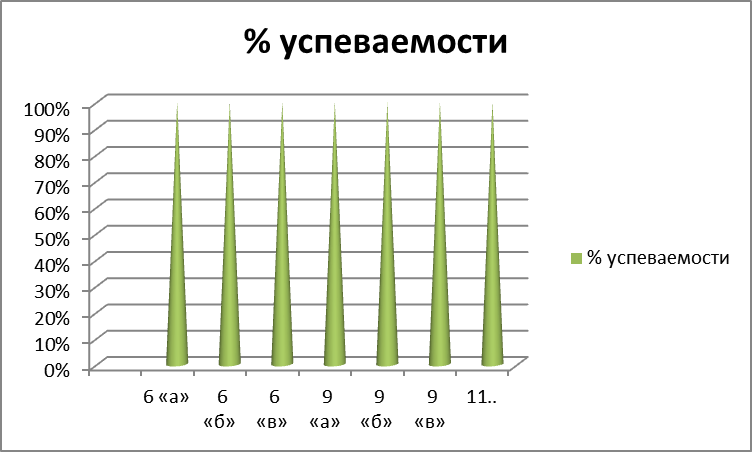 % успеваемости
100%
90%
80%
70%
60%
50%
40%
30%
20%
10%
0%
6 «а»
6 «б»
6 «в»
9 «а»
9 «б»
9 «в»
11..
% успеваемости